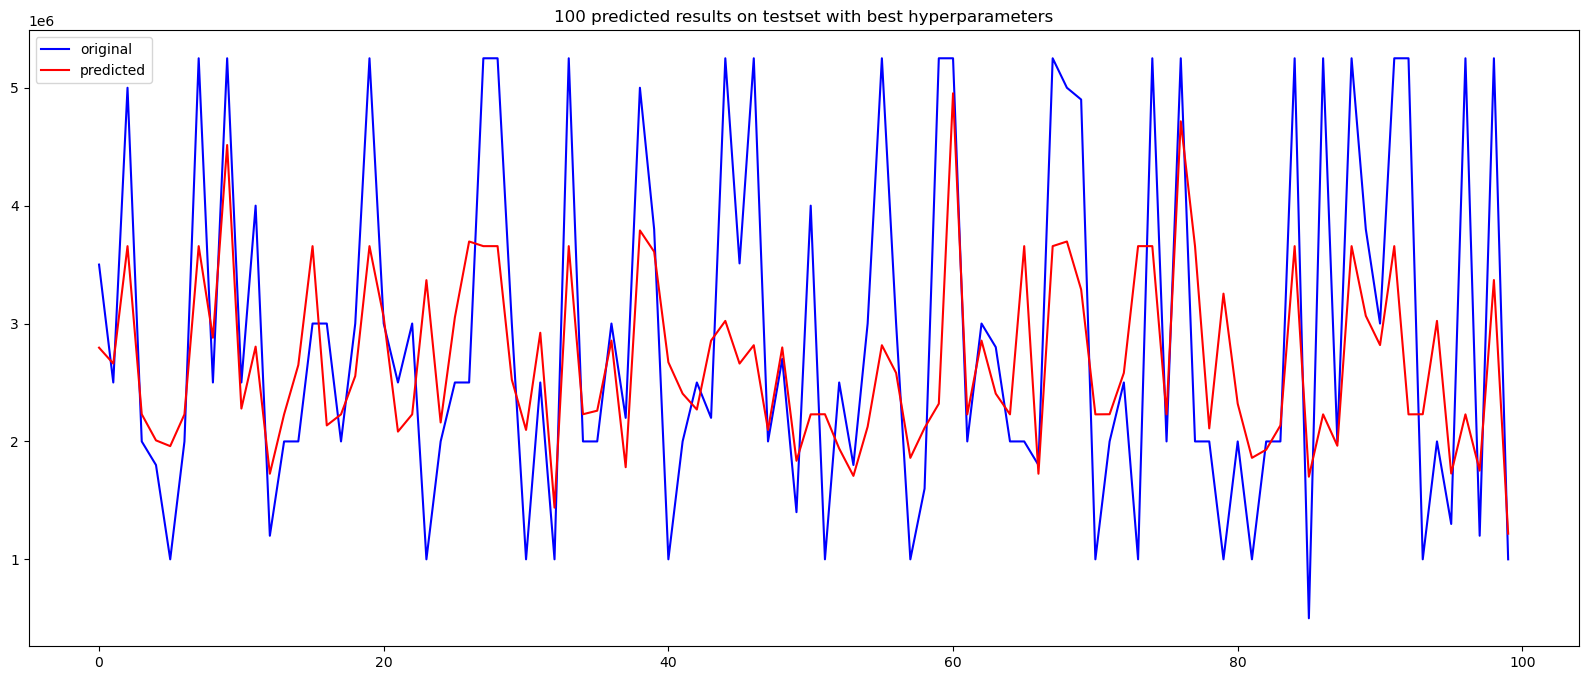 100 predicted results on testset with best hyperparameters
1e6
original
predicted
5
4
3
2
1
0 20 40 60 80 100